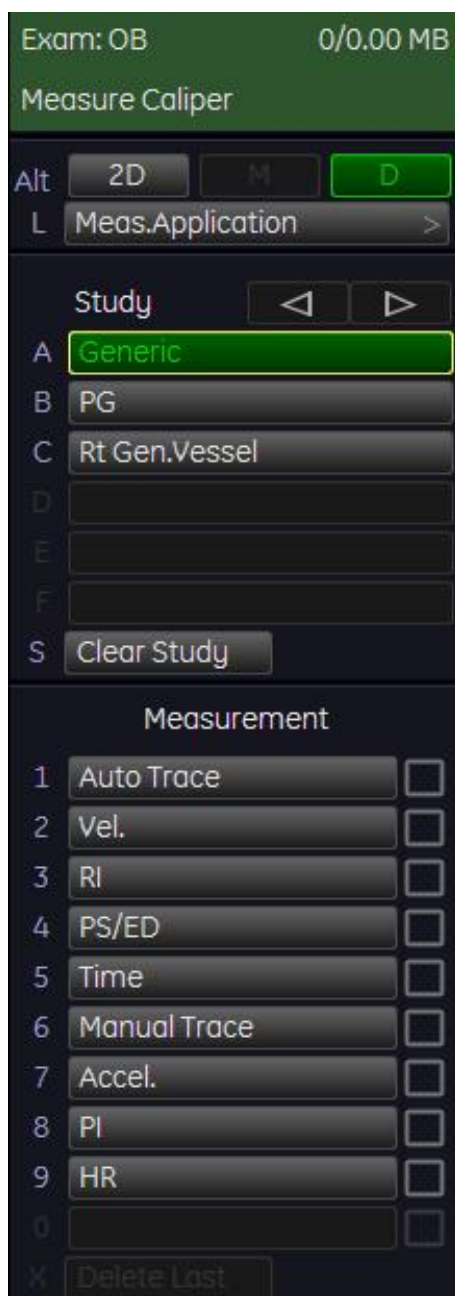 Exam: OB 0/0.00 MB
Measure Caliper
Alt 2D M D
L Meas.Application >
Study
A Generic
B PG
C Rt Gen.Vessel
D
E
F
S Clear Study
Measurement
1 Auto Trace
2 Vel.
3 RI
4 PS/ED
5 Time
6 Manual Trace
7 Accel.
8 PI
9 HR
0
X Delete Last